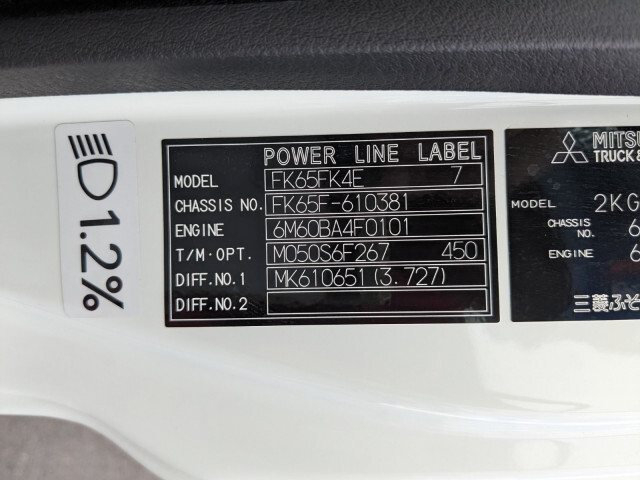 1.2%
POWER LINE LABEL
MODEL FK65FK4E 7
CHASSIS NO. FK65F-610381
ENGINE 6M60BA4F0101
T/M·OPT. M050S6F267 450
DIFF.NO.1 MK610651(3.727)
DIFF.NO.2
MITSU
TRUCK &
MODEL 2KG
CHASSIS NO. 6
ENGINE 6
三菱ふそ